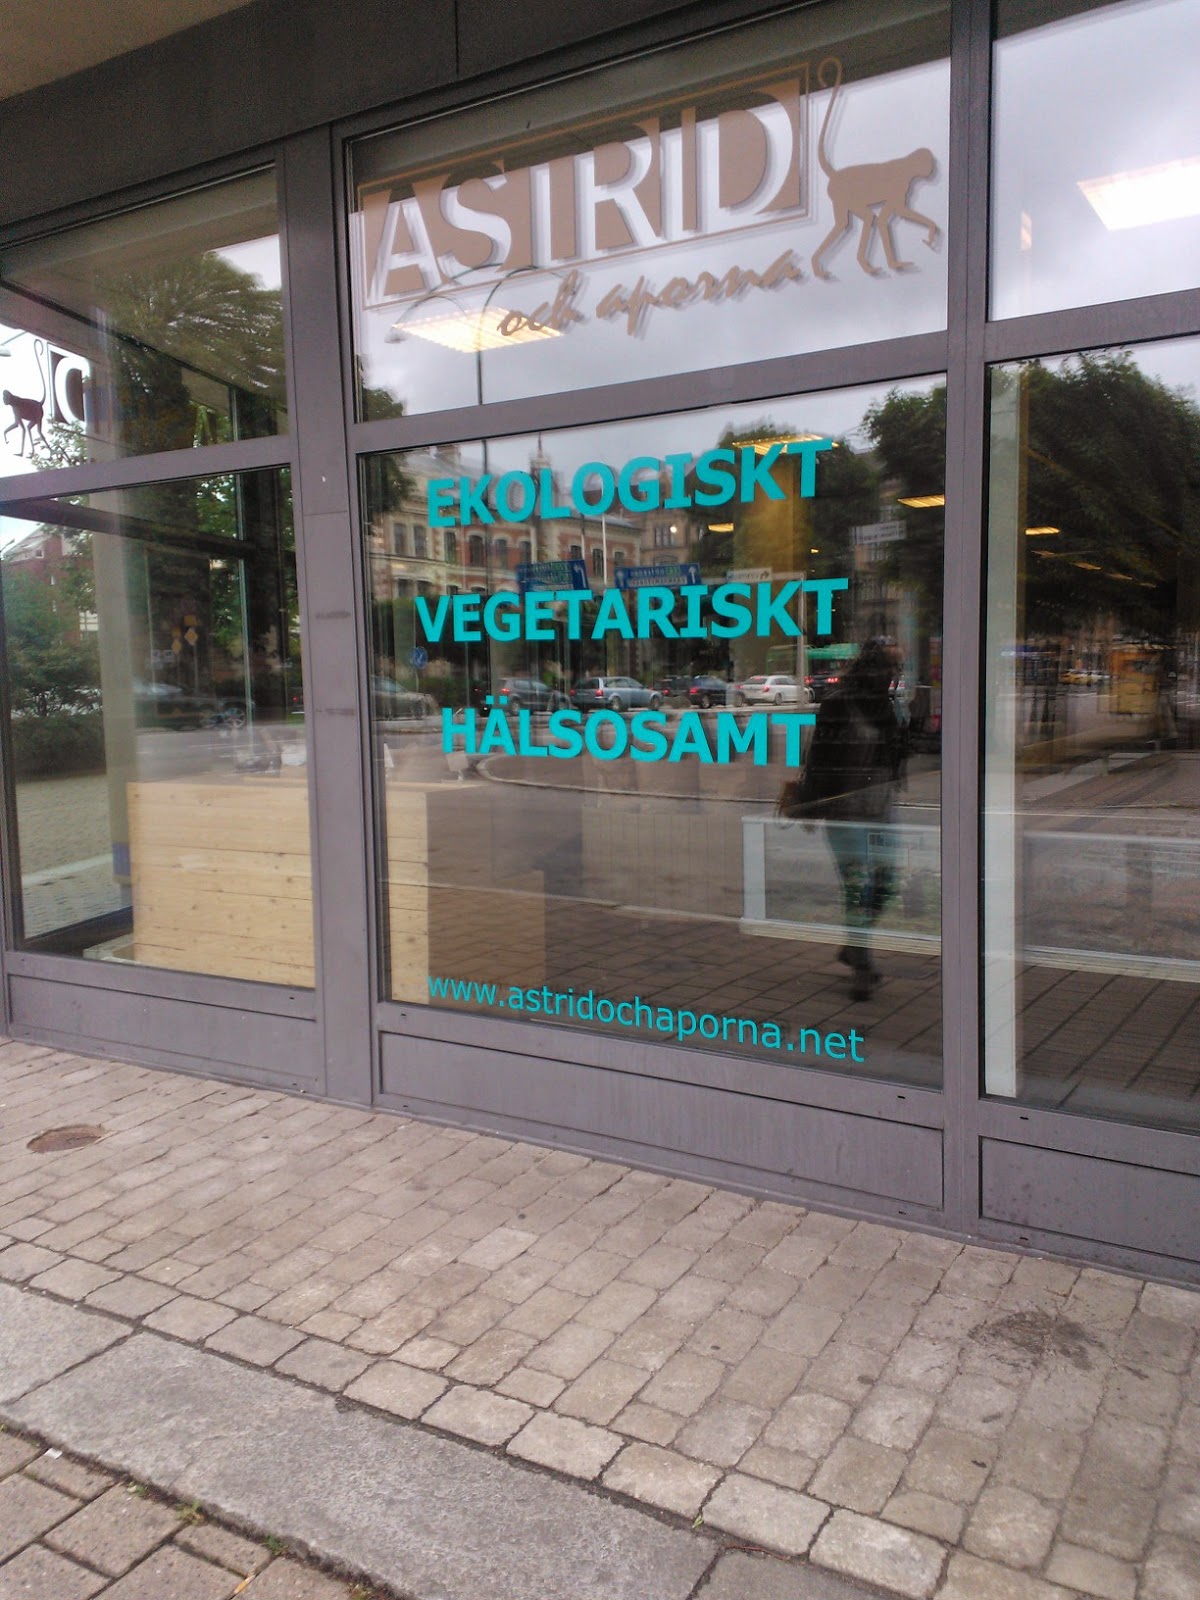 ASTRID
och aporna
EKOLOGISKT
VEGETARISKT
HÄLSOSAMT
www.astridochaporna.net